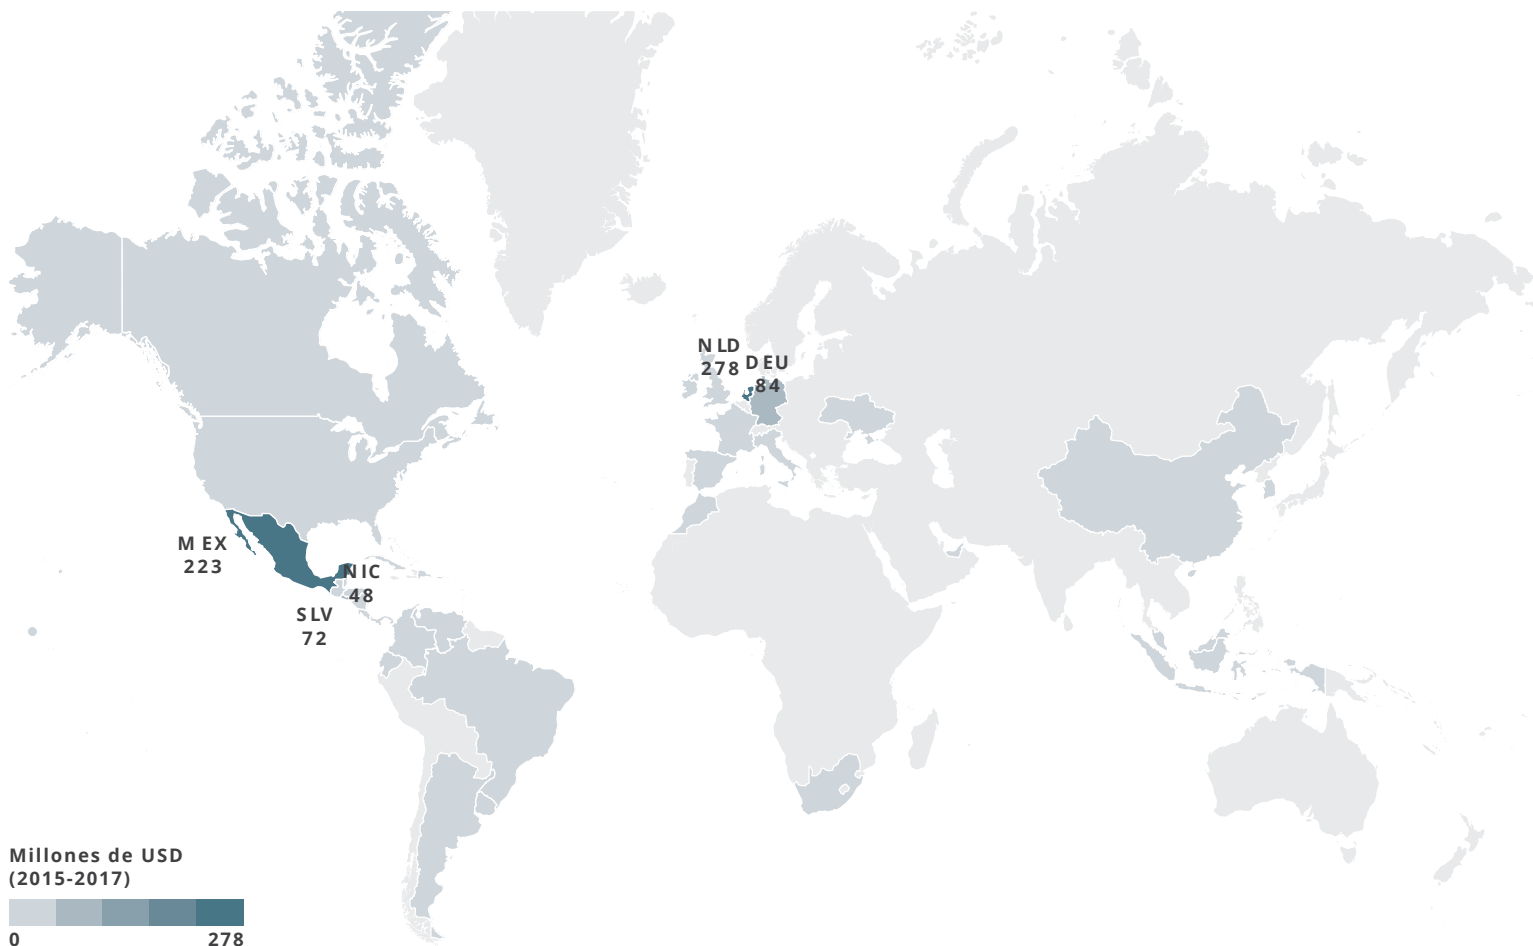 NLD
278
DEU
84
MEX
223
NIC
48
SLV
72
Millones de USD
(2015-2017)
0 278